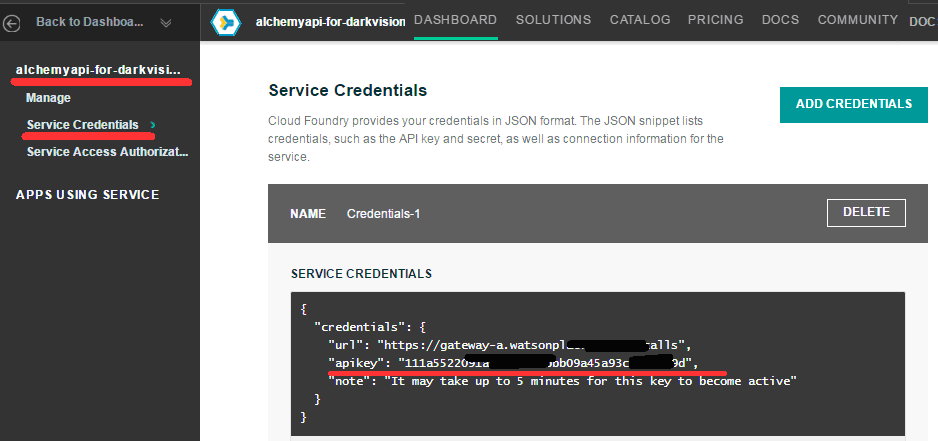 Back to Dashboa...
alchemyapi-for-darkvision
DASHBOARD
SOLUTIONS
CATALOG
PRICING
DOCS
COMMUNITY
DOC
alchemyapi-for-darkvisi...
Manage
Service Credentials
Service Access Authorizat...
APPS USING SERVICE
Service Credentials
Cloud Foundry provides your credentials in JSON format. The JSON snippet lists
credentials, such as the API key and secret, as well as connection information for the
service.
ADD CREDENTIALS
NAME
Credentials-1
DELETE
SERVICE CREDENTIALS
{
"credentials": {
"url": "https://gateway-a.watsonpl alls",
"apikey": "111a5522091a bb09a45a93c 9d",
"note": "It may take up to 5 minutes for this key to become active"
}
}